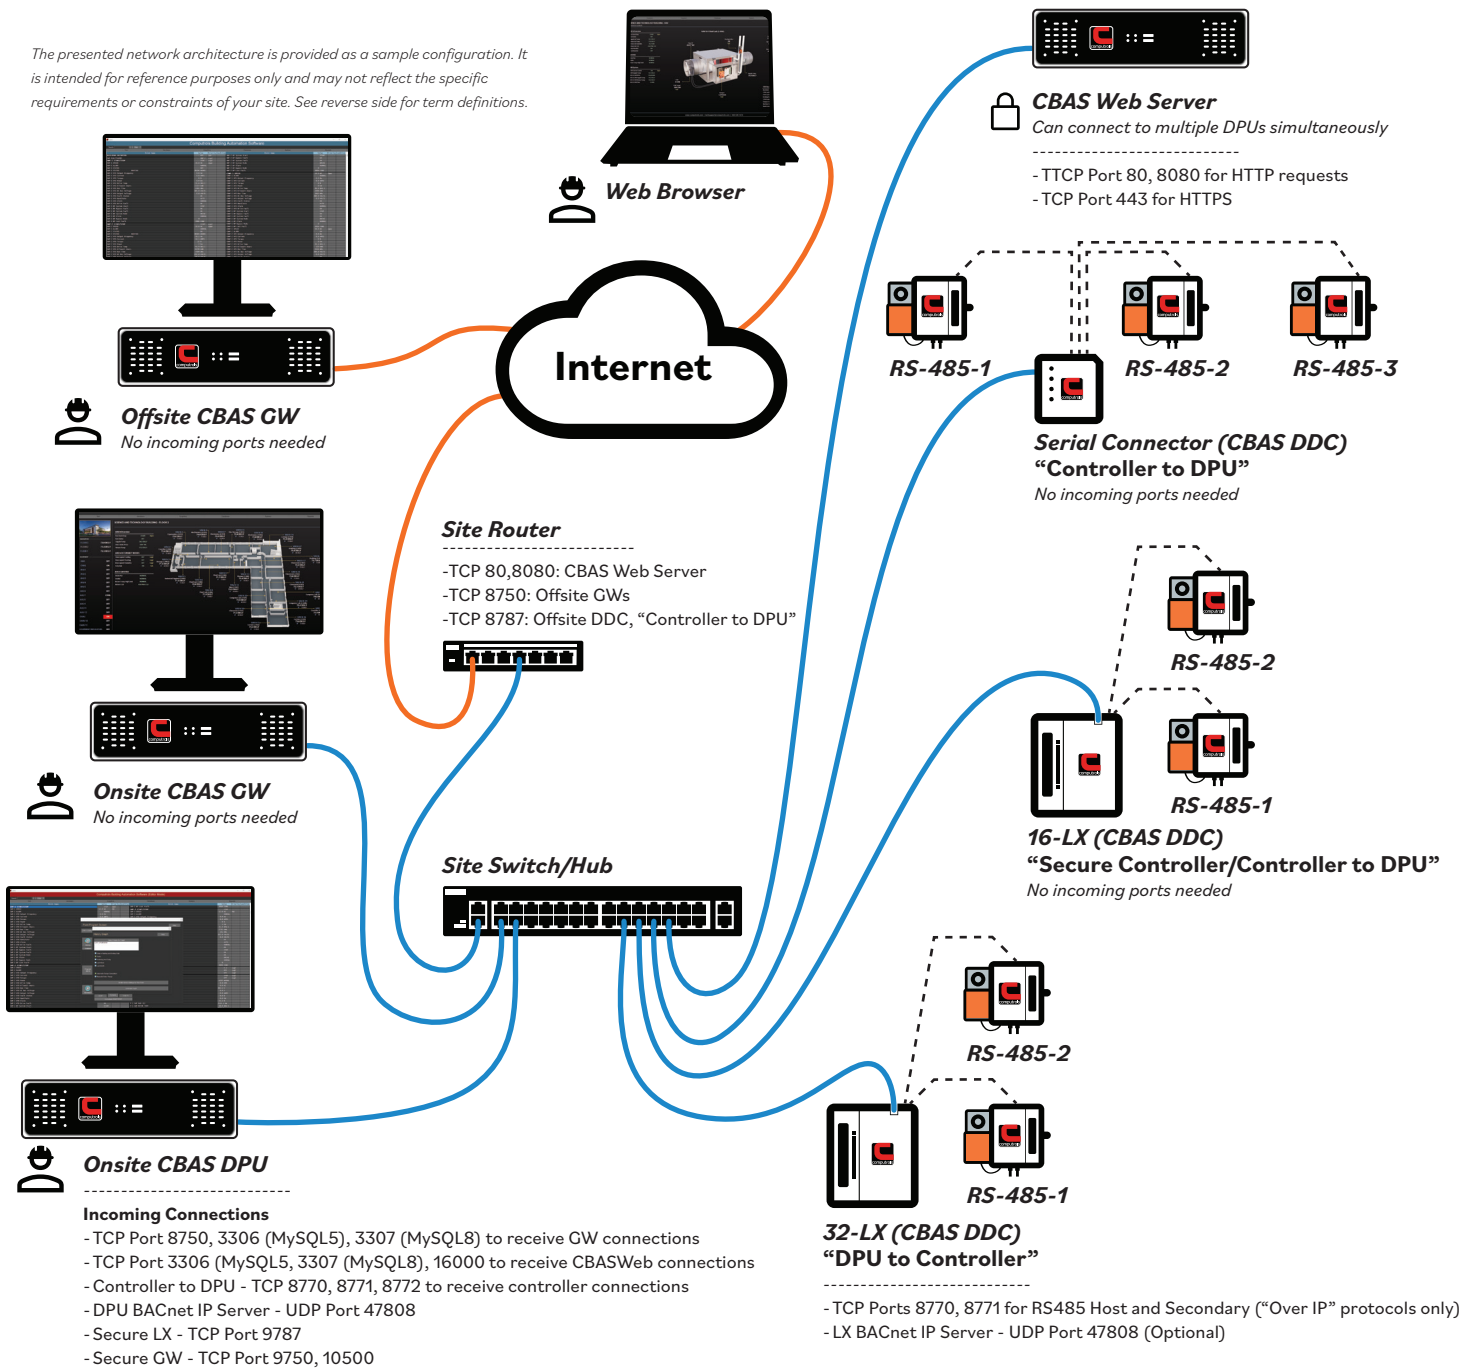 The presented network architecture is provided as a sample configuration. It
is intended for reference purposes only and may not reflect the specific
requirements or constraints of your site. See reverse side for term definitions.
Web Browser
CBAS Web Server
Can connect to multiple DPUs simultaneously
- TTCP Port 80, 8080 for HTTP requests
- TCP Port 443 for HTTPS
Computrols Building Automation Software
Offsite CBAS GW
No incoming ports needed
Internet
RS-485-1
RS-485-2
RS-485-3
Serial Connector (CBAS DDC)
“Controller to DPU”
No incoming ports needed
Site Router
-TCP 80,8080: CBAS Web Server
-TCP 8750: Offsite GWs
-TCP 8787: Offsite DDC, “Controller to DPU”
RS-485-2
RS-485-1
16-LX (CBAS DDC)
“Secure Controller/Controller to DPU”
No incoming ports needed
Onsite CBAS GW
No incoming ports needed
Site Switch/Hub
RS-485-2
RS-485-1
32-LX (CBAS DDC)
“DPU to Controller”
- TCP Ports 8770, 8771 for RS485 Host and Secondary (“Over IP” protocols only)
- LX BACnet IP Server - UDP Port 47808 (Optional)
Onsite CBAS DPU
Incoming Connections
- TCP Port 8750, 3306 (MySQL5), 3307 (MySQL8) to receive GW connections
- TCP Port 3306 (MySQL5, 3307 (MySQL8), 16000 to receive CBASWeb connections
- Controller to DPU - TCP 8770, 8771, 8772 to receive controller connections
- DPU BACnet IP Server - UDP Port 47808
- Secure LX - TCP Port 9787
- Secure GW - TCP Port 9750, 10500